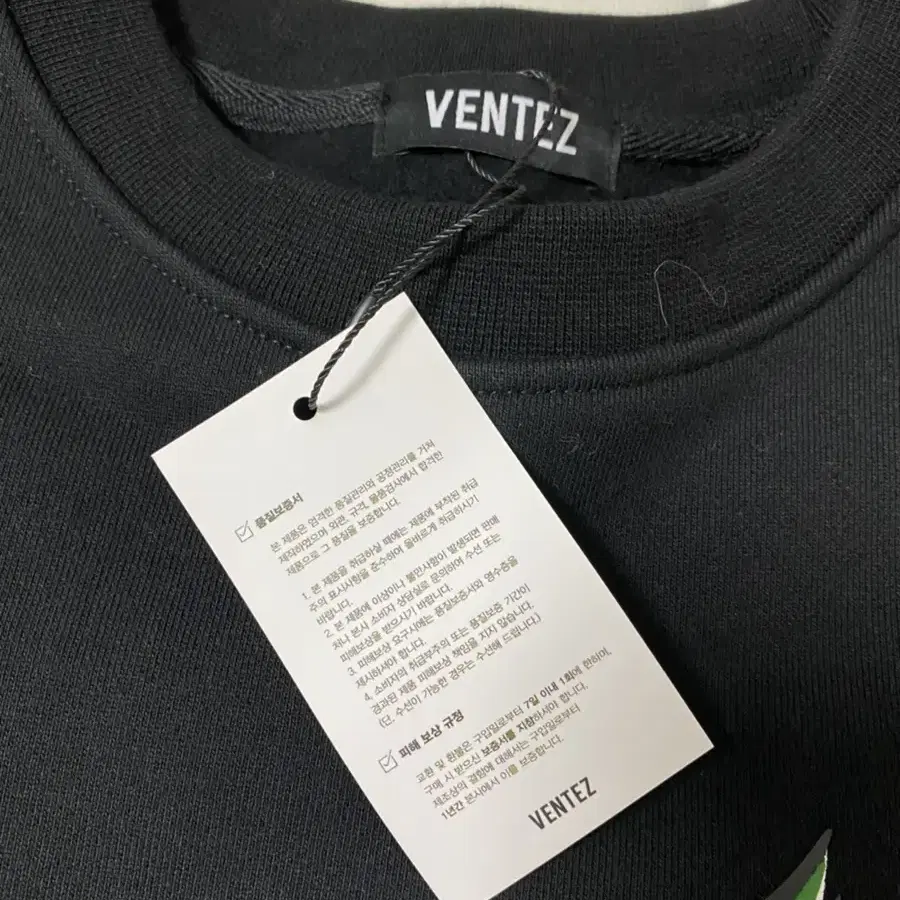 VENTEZ
품질보증서
본 제품은 엄격한 품질관리와 공정관리를 거쳐
제작하였으며 외관, 규격, 물품검사에서 합격한
제품으로 그 품질을 보증합니다.
1. 본 제품을 취급하실 때에는 제품에 부착된 취급
주의 표시사항을 준수하여 올바르게 취급하시기
바랍니다.
2. 본 제품에 이상이나 불만사항이 발생되면 판매
처나 본사 소비자 상담실로 문의하여 수선 또는
피해보상을 받으시기 바랍니다.
3. 피해보상 요구시에는 품질보증서와 영수증을
제시하셔야 합니다.
4. 소비자의 취급부주의 또는 품질보증 기간이
경과된 제품 피해보상 책임을 지지 않습니다.
(단, 수선이 가능한 경우는 수선해 드립니다.)
피해 보상 규정
교환 및 환불은 구입일로부터 7일 이내 1회에 한하여,
구매 시 받으신 보증서를 지참하셔야 합니다.
제조상의 결함에 대해서는 구입일로부터
1년간 본사에서 이를 보증합니다.
VENTEZ